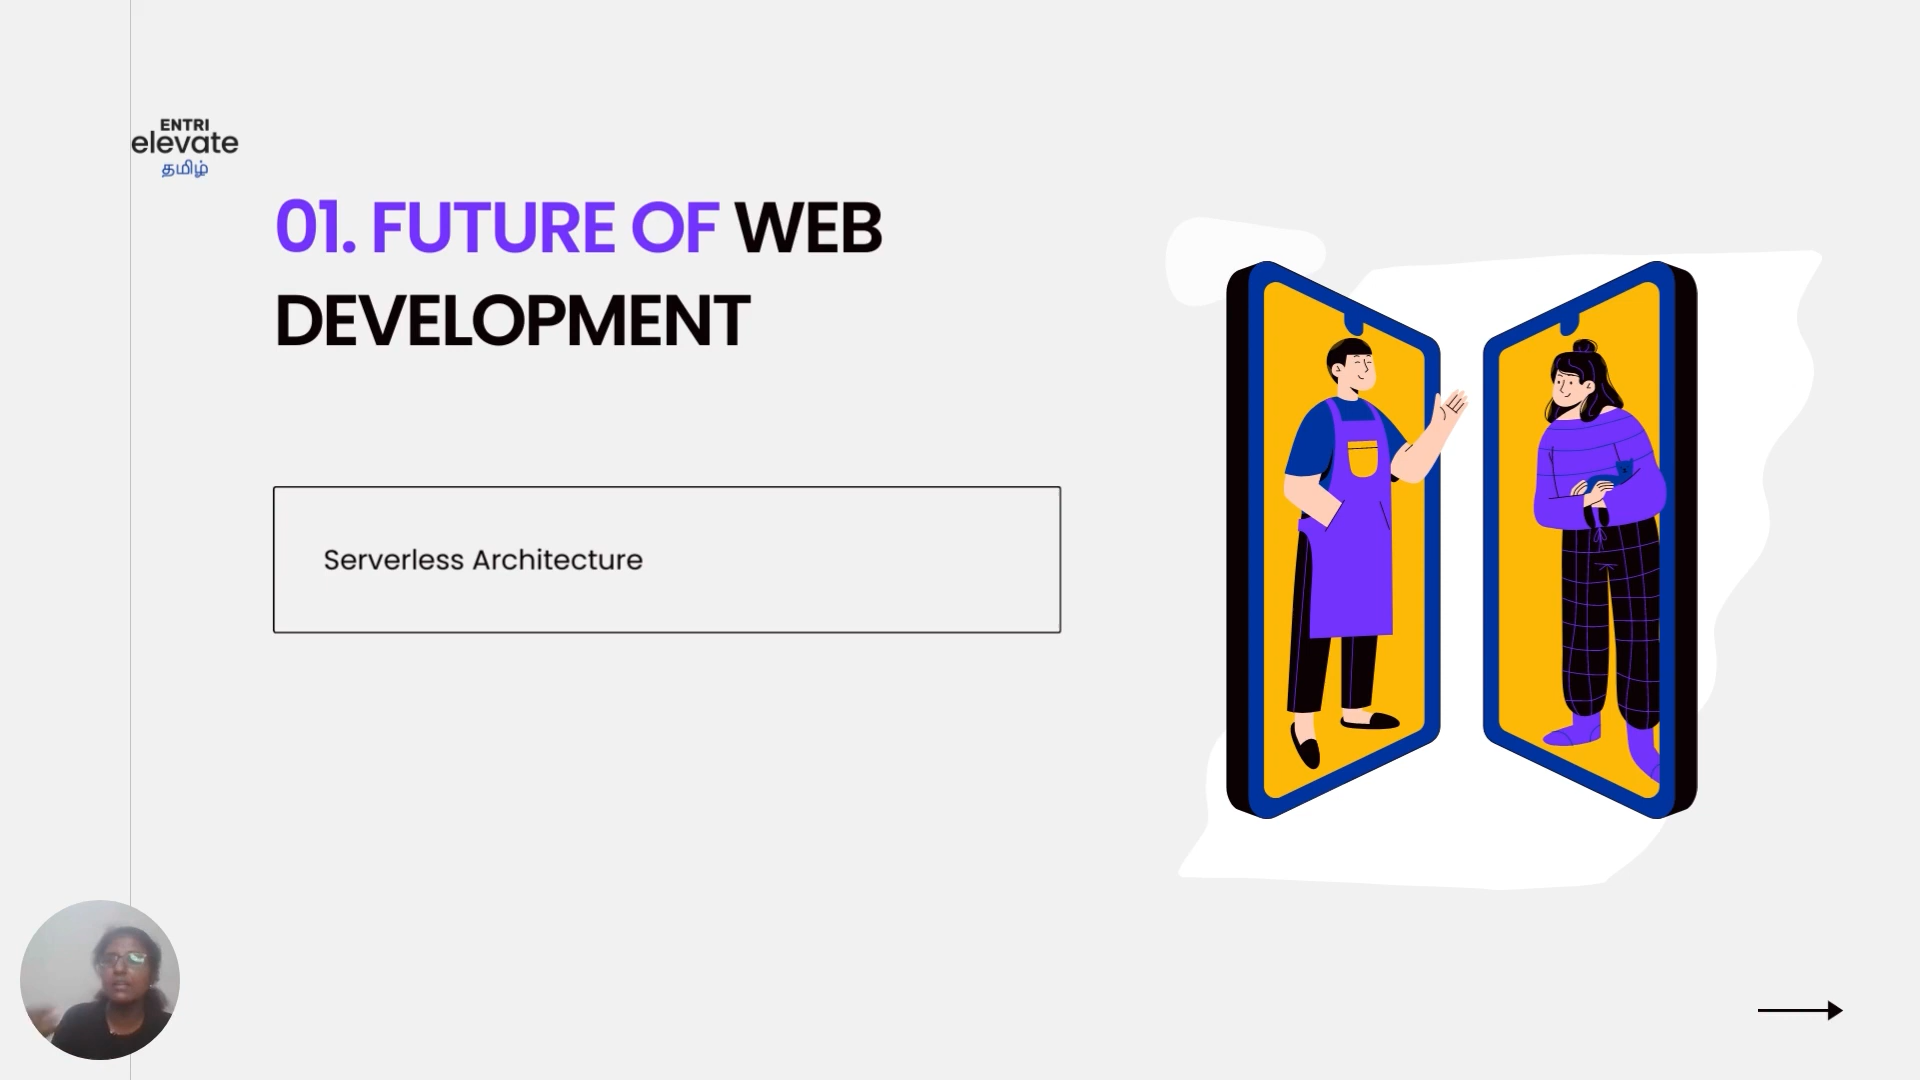 ENTRI
elevate
தமிழ்
01. FUTURE OF WEB
DEVELOPMENT
Serverless Architecture